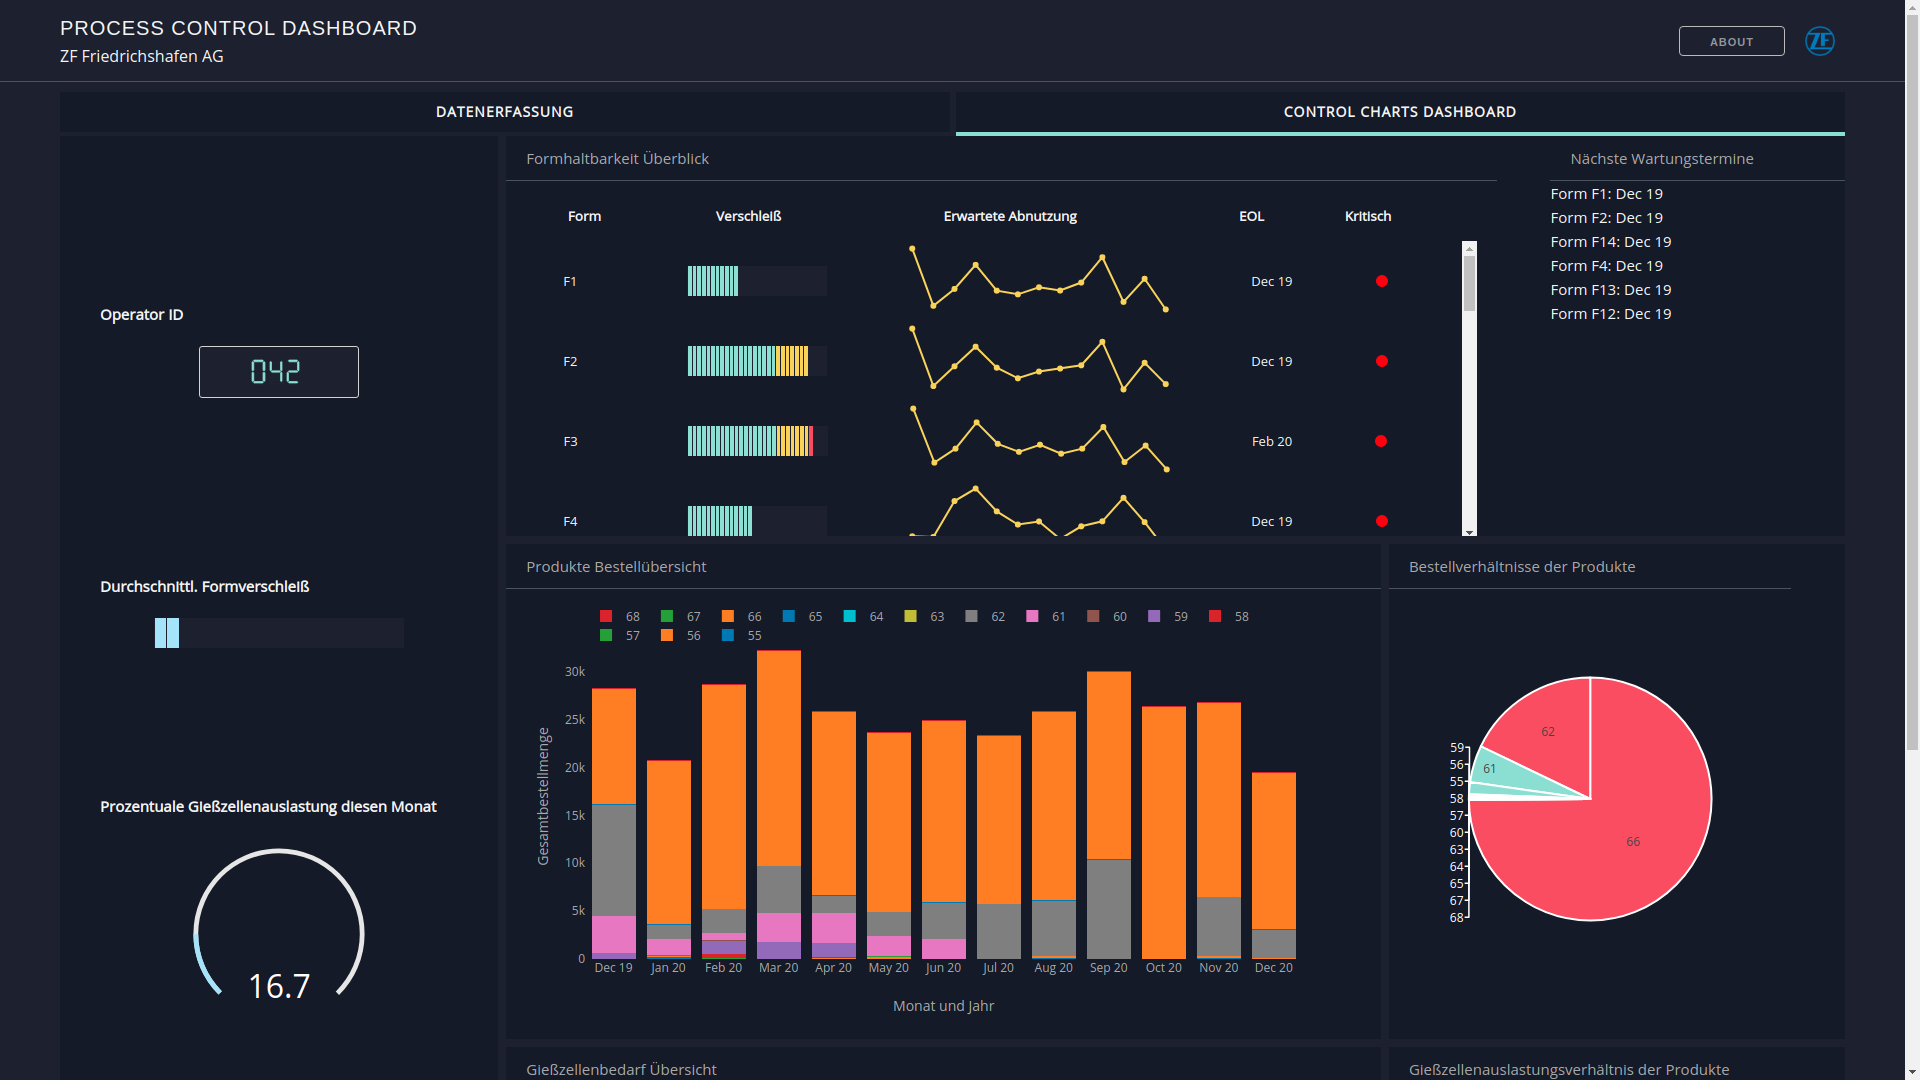 PROCESS CONTROL DASHBOARD
ZF Friedrichshafen AG
ABOUT
ZF
DATENERFASSUNG
CONTROL CHARTS DASHBOARD
Operator ID
042
Durchschnittl. Formverschleiß
Prozentuale Gießzellenauslastung diesen Monat
16.7
Formhaltbarkeit Überblick
Form Verschleiß Erwartete Abnutzung EOL Kritisch
F1 Dec 19
F2 Dec 19
F3 Feb 20
F4 Dec 19
Nächste Wartungstermine
Form F1: Dec 19
Form F2: Dec 19
Form F14: Dec 19
Form F4: Dec 19
Form F13: Dec 19
Form F12: Dec 19
Produkte Bestellübersicht
68 67 66 65 64 63 62 61 60 59 58
57 56 55
30k
25k
20k
15k
10k
5k
0
Gesamtbestellmenge
Dec 19 Jan 20 Feb 20 Mar 20 Apr 20 May 20 Jun 20 Jul 20 Aug 20 Sep 20 Oct 20 Nov 20 Dec 20
Monat und Jahr
Bestellverhältnisse der Produkte
62
61
66
59
56
55
58
57
60
63
64
65
67
68
Gießzellenbedarf Übersicht
Gießzellenauslastungsverhältnis der Produkte